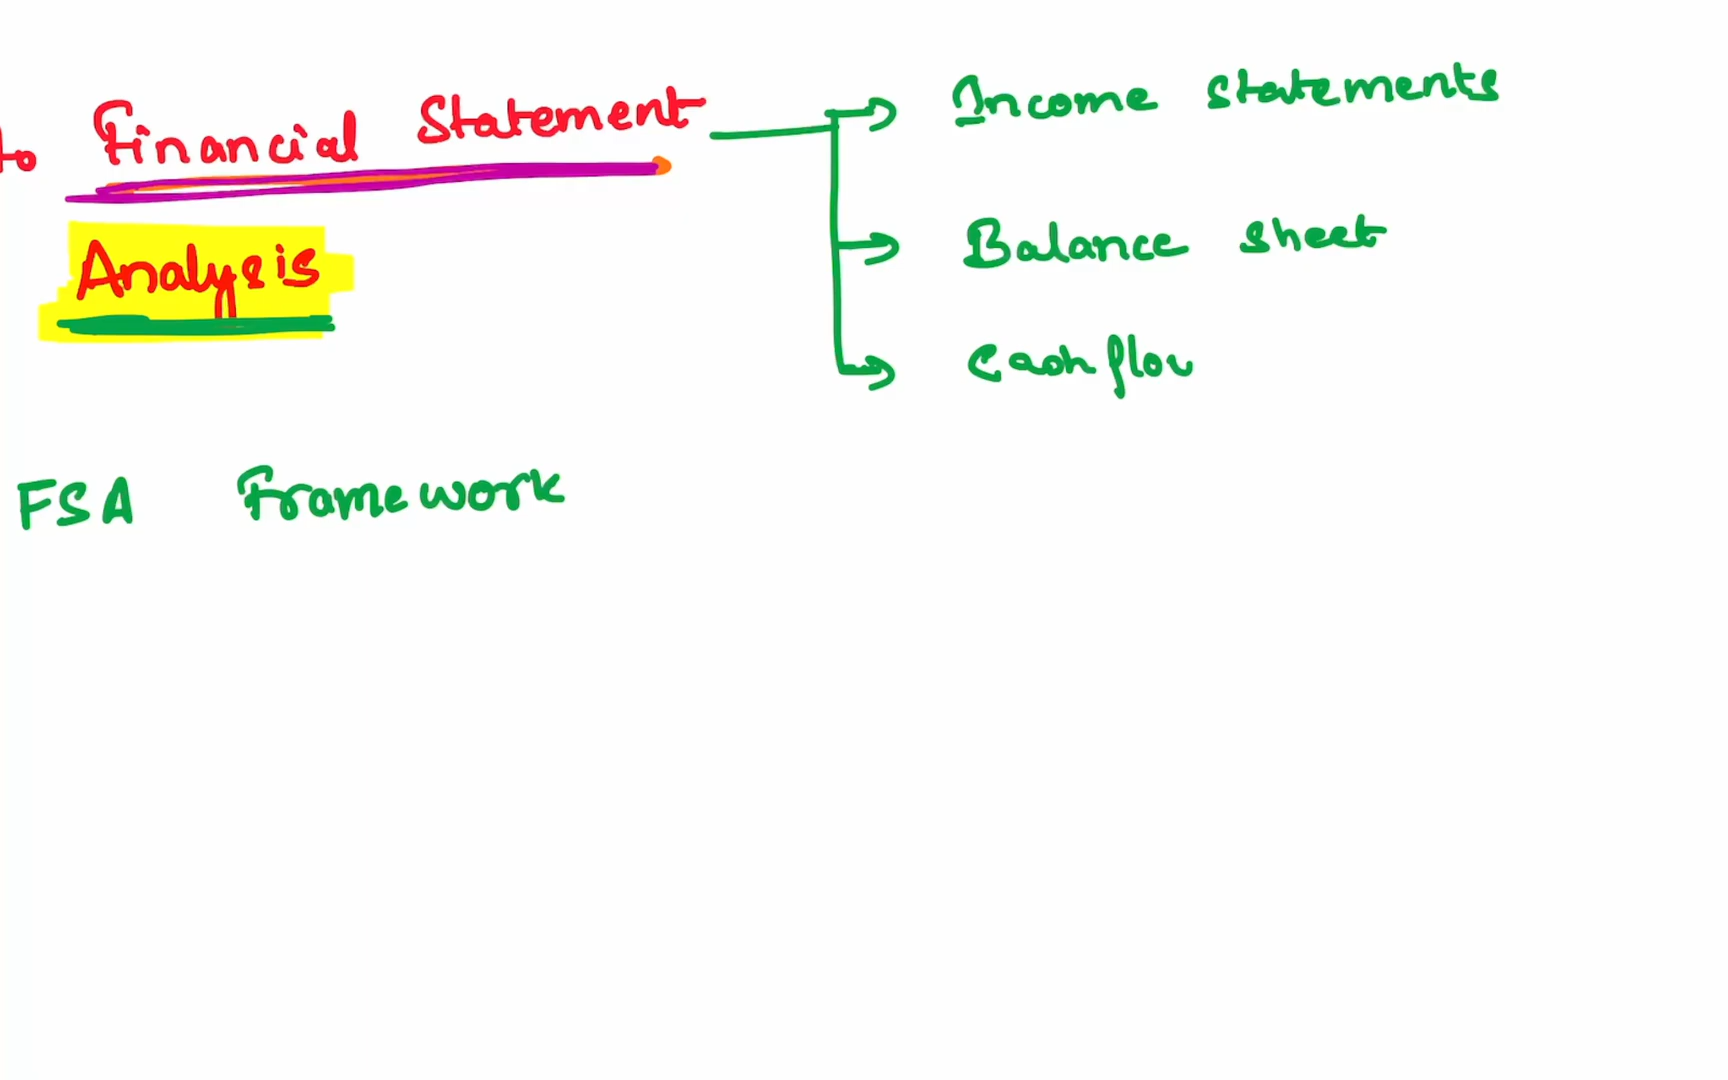 to Financial Statement
Analysis
Income statements
Balance sheet
Cash flow
FSA Framework